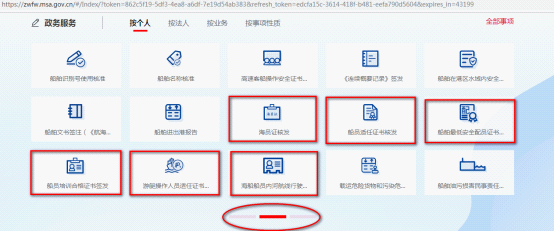 https://zwfw.msa.gov.cn/#/index/?token=862c5f19-5df3-4ea8-a6df-7e19d54ab383&refresh_token=edcfa15c-3614-418f-b481-eefa790d5604&expires_in=43199
政务服务 按个人 按法人 按业务 按事项性质 全部事项
船舶识别号使用核准 船舶名称核准 高速客船操作安全证书... 《连续概要记录》签发 船舶在港区水域内安全...
船舶文书签注（《航海... 船舶进出港报告 海员证核发 船员适任证书核发 船舶最低安全配员证书...
船员培训合格证书签发 游艇操作人员适任证书... 海船船员内河航线行驶... 载运危险货物和污染危... 船舶油污损害民事责任...